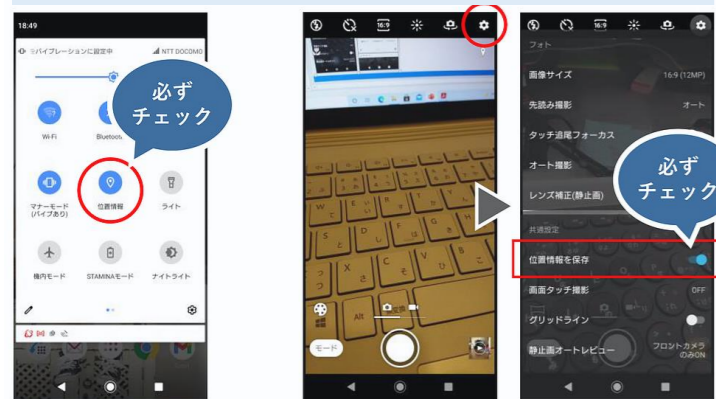 18:49
バイブレーションに設定中
NTT DOCOMO
必ず
チェック
Wi-Fi
マナーモード
(バイブあり)
位置情報
ライト
機内モード
STAMINAモード
ナイトライト
16:9
Alt
変換
モード
16:9
フォト
画像サイズ
16:9 (12MP)
先読み撮影
オート
タッチ追尾フォーカス
オート撮影
レンズ補正(静止画)
必ず
チェック
共通設定
位置情報を保存
画面タッチ撮影
OFF
グリッドライン
静止画オートレビュー
フロントカメラ
のみON